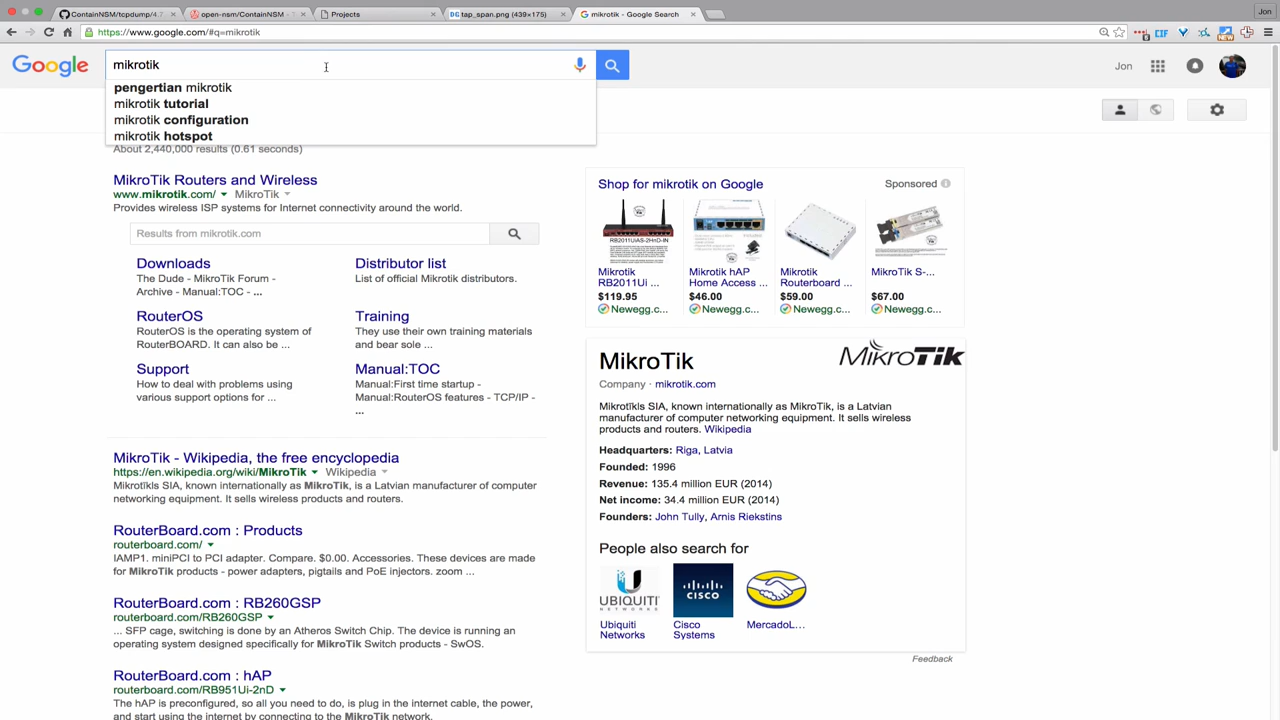 ContainNSM/tcpdump/4.7
open-nsm/ContainNSM - T
Projects
tap_span.png (439×175)
mikrotik - Google Search
Jon
https://www.google.com/#q=mikrotik
CIF
NEW
Google
mikrotik
Jon
pengertian mikrotik
mikrotik tutorial
mikrotik configuration
mikrotik hotspot
About 2,440,000 results (0.61 seconds)
MikroTik Routers and Wireless
www.mikrotik.com/ MikroTik
Provides wireless ISP systems for Internet connectivity around the world.
Results from mikrotik.com
Downloads
The Dude - MikroTik Forum -
Archive - Manual:TOC - ...
Distributor list
List of official Mikrotik distributors.
RouterOS
RouterOS is the operating system of
RouterBOARD. It can also be ...
Training
They use their own training materials
and bear sole ...
Support
How to deal with problems using
various support options for ...
Manual:TOC
Manual:First time startup -
Manual:RouterOS features - TCP/IP -
...
MikroTik - Wikipedia, the free encyclopedia
https://en.wikipedia.org/wiki/MikroTik Wikipedia
Mikrotīkls SIA, known internationally as MikroTik, is a Latvian manufacturer of computer
networking equipment. It sells wireless products and routers.
RouterBoard.com : Products
routerboard.com/
IAMP1. miniPCI to PCI adapter. Compare. $0.00. Accessories. These devices are made
for MikroTik products - power adapters, pigtails and PoE injectors. zoom ...
RouterBoard.com : RB260GSP
routerboard.com/RB260GSP
... SFP cage, switching is done by an Atheros Switch Chip. The device is running an
operating system designed specifically for MikroTik Switch products - SwOS.
RouterBoard.com : hAP
routerboard.com/RB951Ui-2nD
The hAP is preconfigured, so all you need to do, is plug in the internet cable, the power,
and start using the internet by connecting to the MikroTik network.
Shop for mikrotik on Google
Sponsored
RB2011UiAS-2HnD-IN
Mikrotik
RB2011Ui ...
$119.95
Newegg.c...
Mikrotik hAP
Home Access ...
$46.00
Newegg.c...
Mikrotik
Routerboard ...
$59.00
Newegg.c...
MikroTik S-...
$67.00
Newegg.c...
MikroTik
MikroTik
Company · mikrotik.com
Mikrotīkls SIA, known internationally as MikroTik, is a Latvian
manufacturer of computer networking equipment. It sells wireless
products and routers. Wikipedia
Headquarters: Riga, Latvia
Founded: 1996
Revenue: 135.4 million EUR (2014)
Net income: 34.4 million EUR (2014)
Founders: John Tully, Arnis Riekstins
People also search for
UBIQUITI
NETWORKS
CISCO
Ubiquiti
Networks
Cisco
Systems
MercadoL...
Feedback